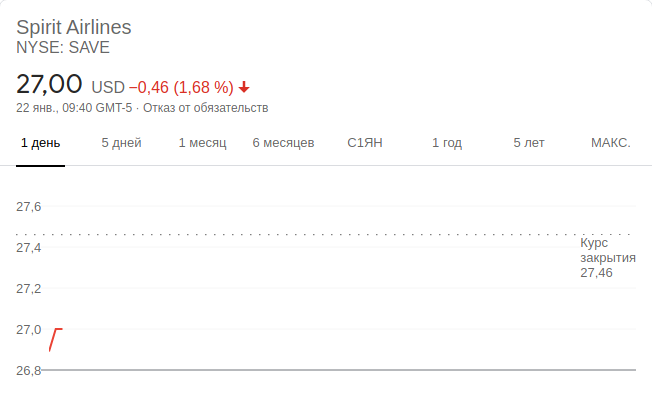 Spirit Airlines
NYSE: SAVE
27,00 USD −0,46 (1,68 %)
22 янв., 09:40 GMT-5 · Отказ от обязательств
1 день 5 дней 1 месяц 6 месяцев С1ЯН 1 год 5 лет МАКС.
27,6
27,4
27,2
27,0
26,8
Курс
закрытия
27,46